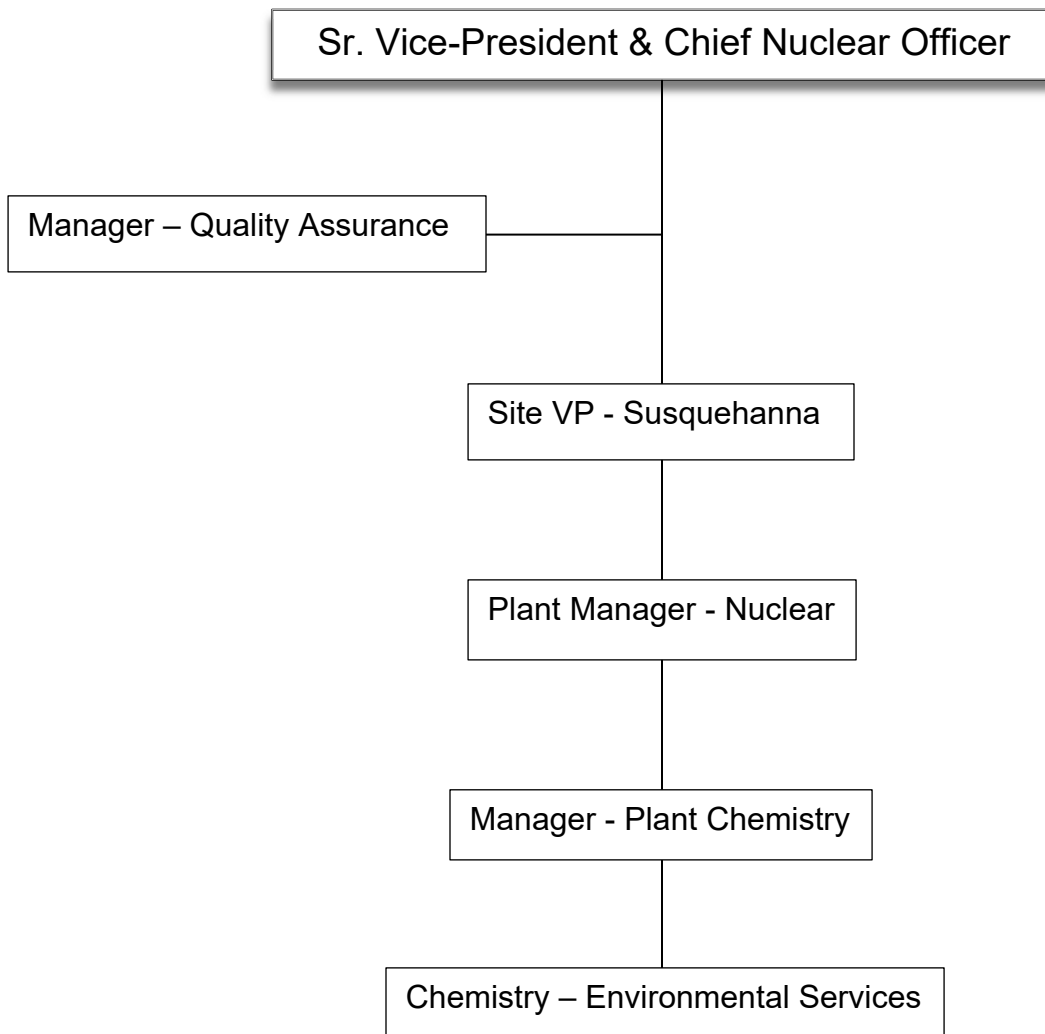 Sr. Vice-President & Chief Nuclear Officer
Manager – Quality Assurance
Site VP - Susquehanna
Plant Manager - Nuclear
Manager - Plant Chemistry
Chemistry – Environmental Services